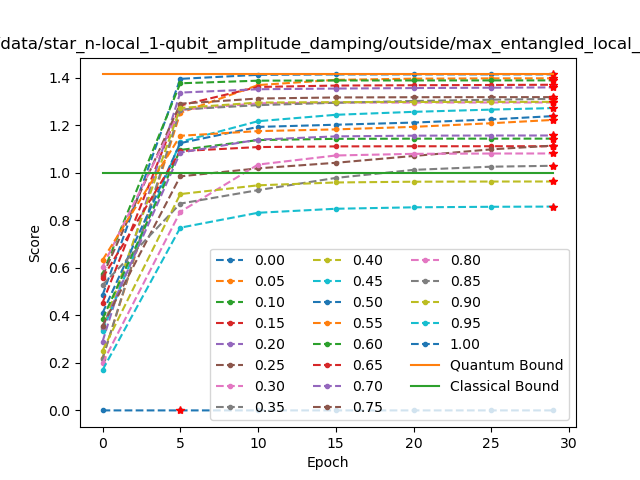 /data/star_n-local_1-qubit_amplitude_damping/outside/max_entangled_local_
Score
1.4
1.2
1.0
0.8
0.6
0.4
0.2
0.0
0.00 0.40 0.80
0.05 0.45 0.85
0.10 0.50 0.90
0.15 0.55 0.95
0.20 0.60 1.00
0.25 0.65 Quantum Bound
0.30 0.70 Classical Bound
0.35 0.75
0 5 10 15 20 25 30
Epoch